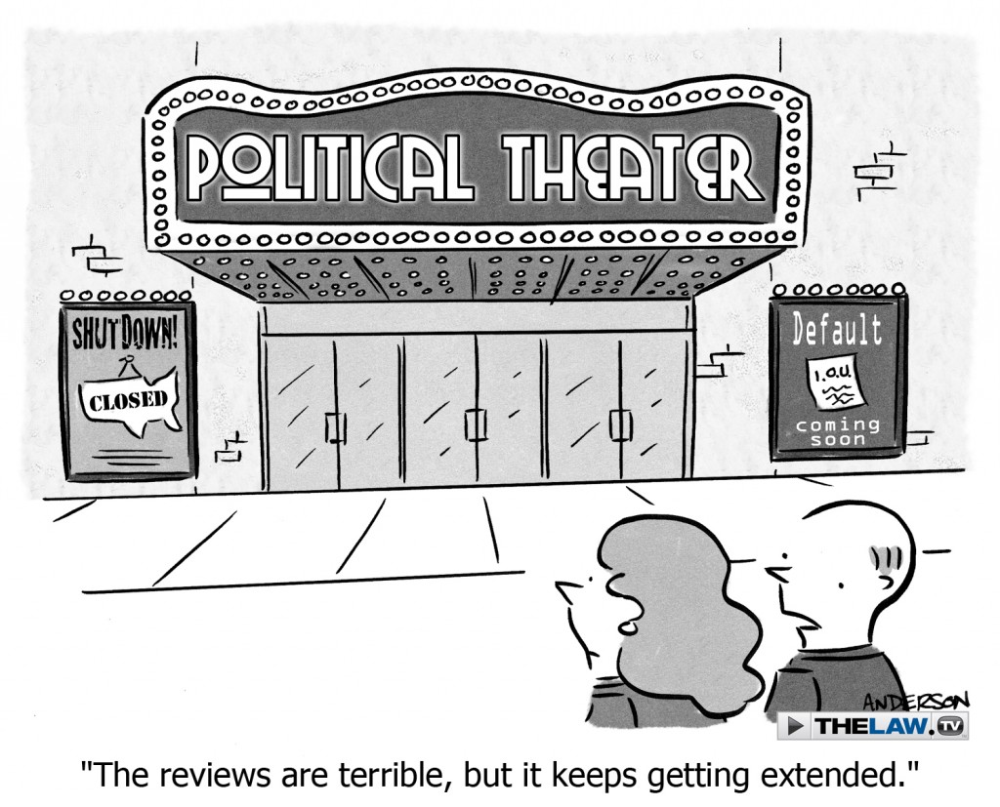 POLITICAL THEATER
SHUTDOWN!
CLOSED
Default
I.O.U.
coming
soon
ANDERSON
THELAW.TV
"The reviews are terrible, but it keeps getting extended."